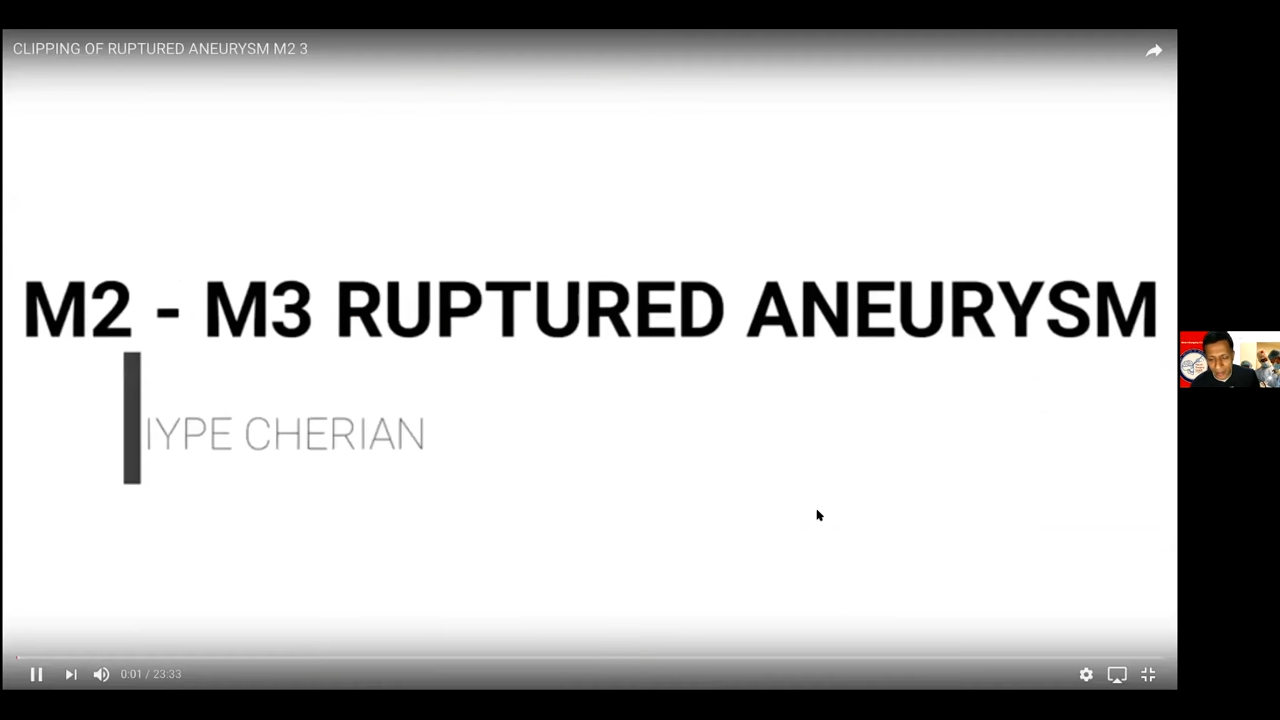 CLIPPING OF RUPTURED ANEURYSM M2 3
M2 - M3 RUPTURED ANEURYSM
IYPE CHERIAN
0:01 / 23:33